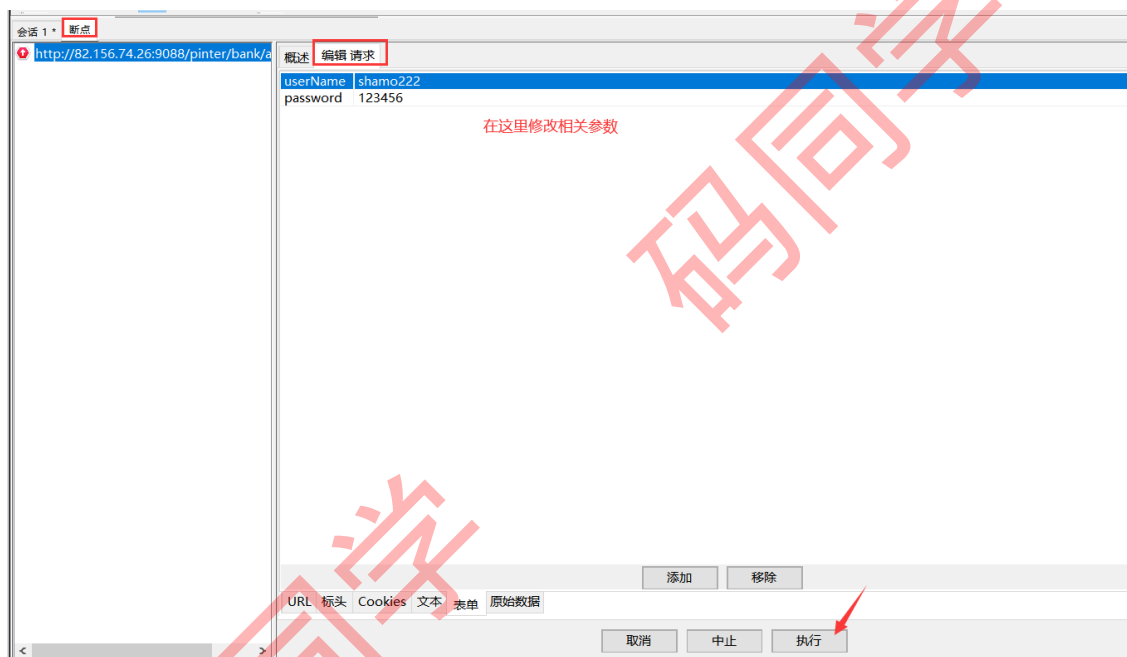 会话 1 * 断点
http://82.156.74.26:9088/pinter/bank/a
概述 编辑 请求
userName shamo222
password 123456
在这里修改相关参数
码同学
添加 移除
URL 标头 Cookies 文本 表单 原始数据
取消 中止 执行
同学